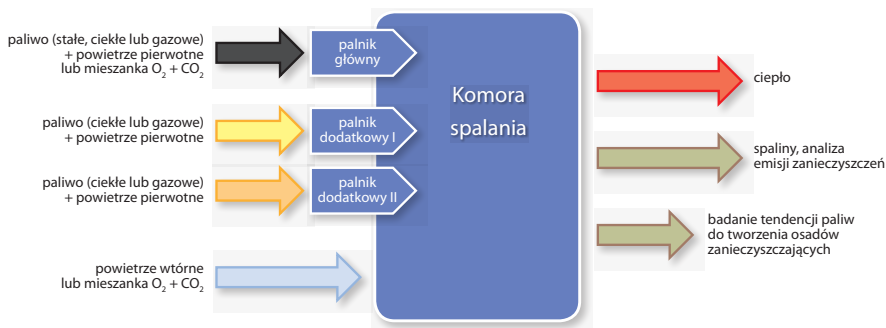 paliwo (stałe, ciekłe lub gazowe)
+ powietrze pierwotne
lub mieszanka O₂ + CO₂
palnik
główny
paliwo (ciekłe lub gazowe)
+ powietrze pierwotne
palnik
dodatkowy I
paliwo (ciekłe lub gazowe)
+ powietrze pierwotne
palnik
dodatkowy II
powietrze wtórne
lub mieszanka O₂ + CO₂
Komora
spalania
ciepło
spaliny, analiza
emisji zanieczyszczeń
badanie tendencji paliw
do tworzenia osadów
zanieczyszczających